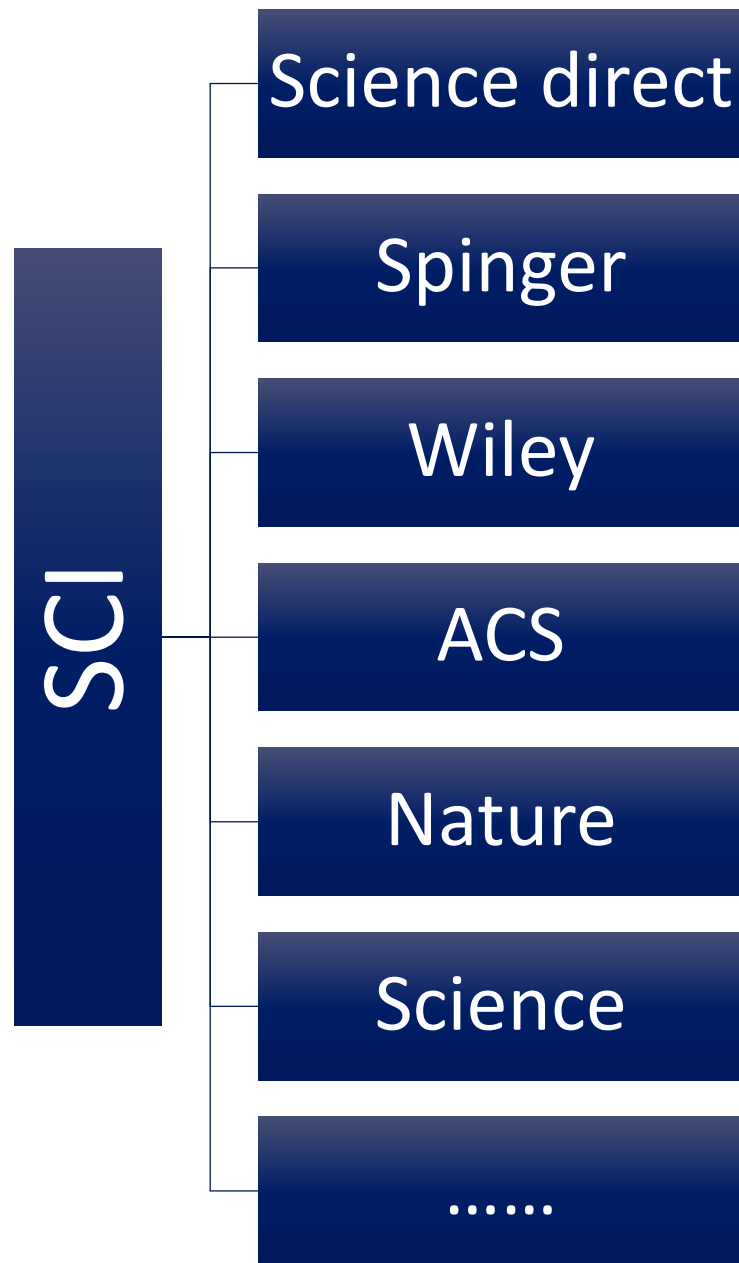 SCI
Science direct
Spinger
Wiley
ACS
Nature
Science
……